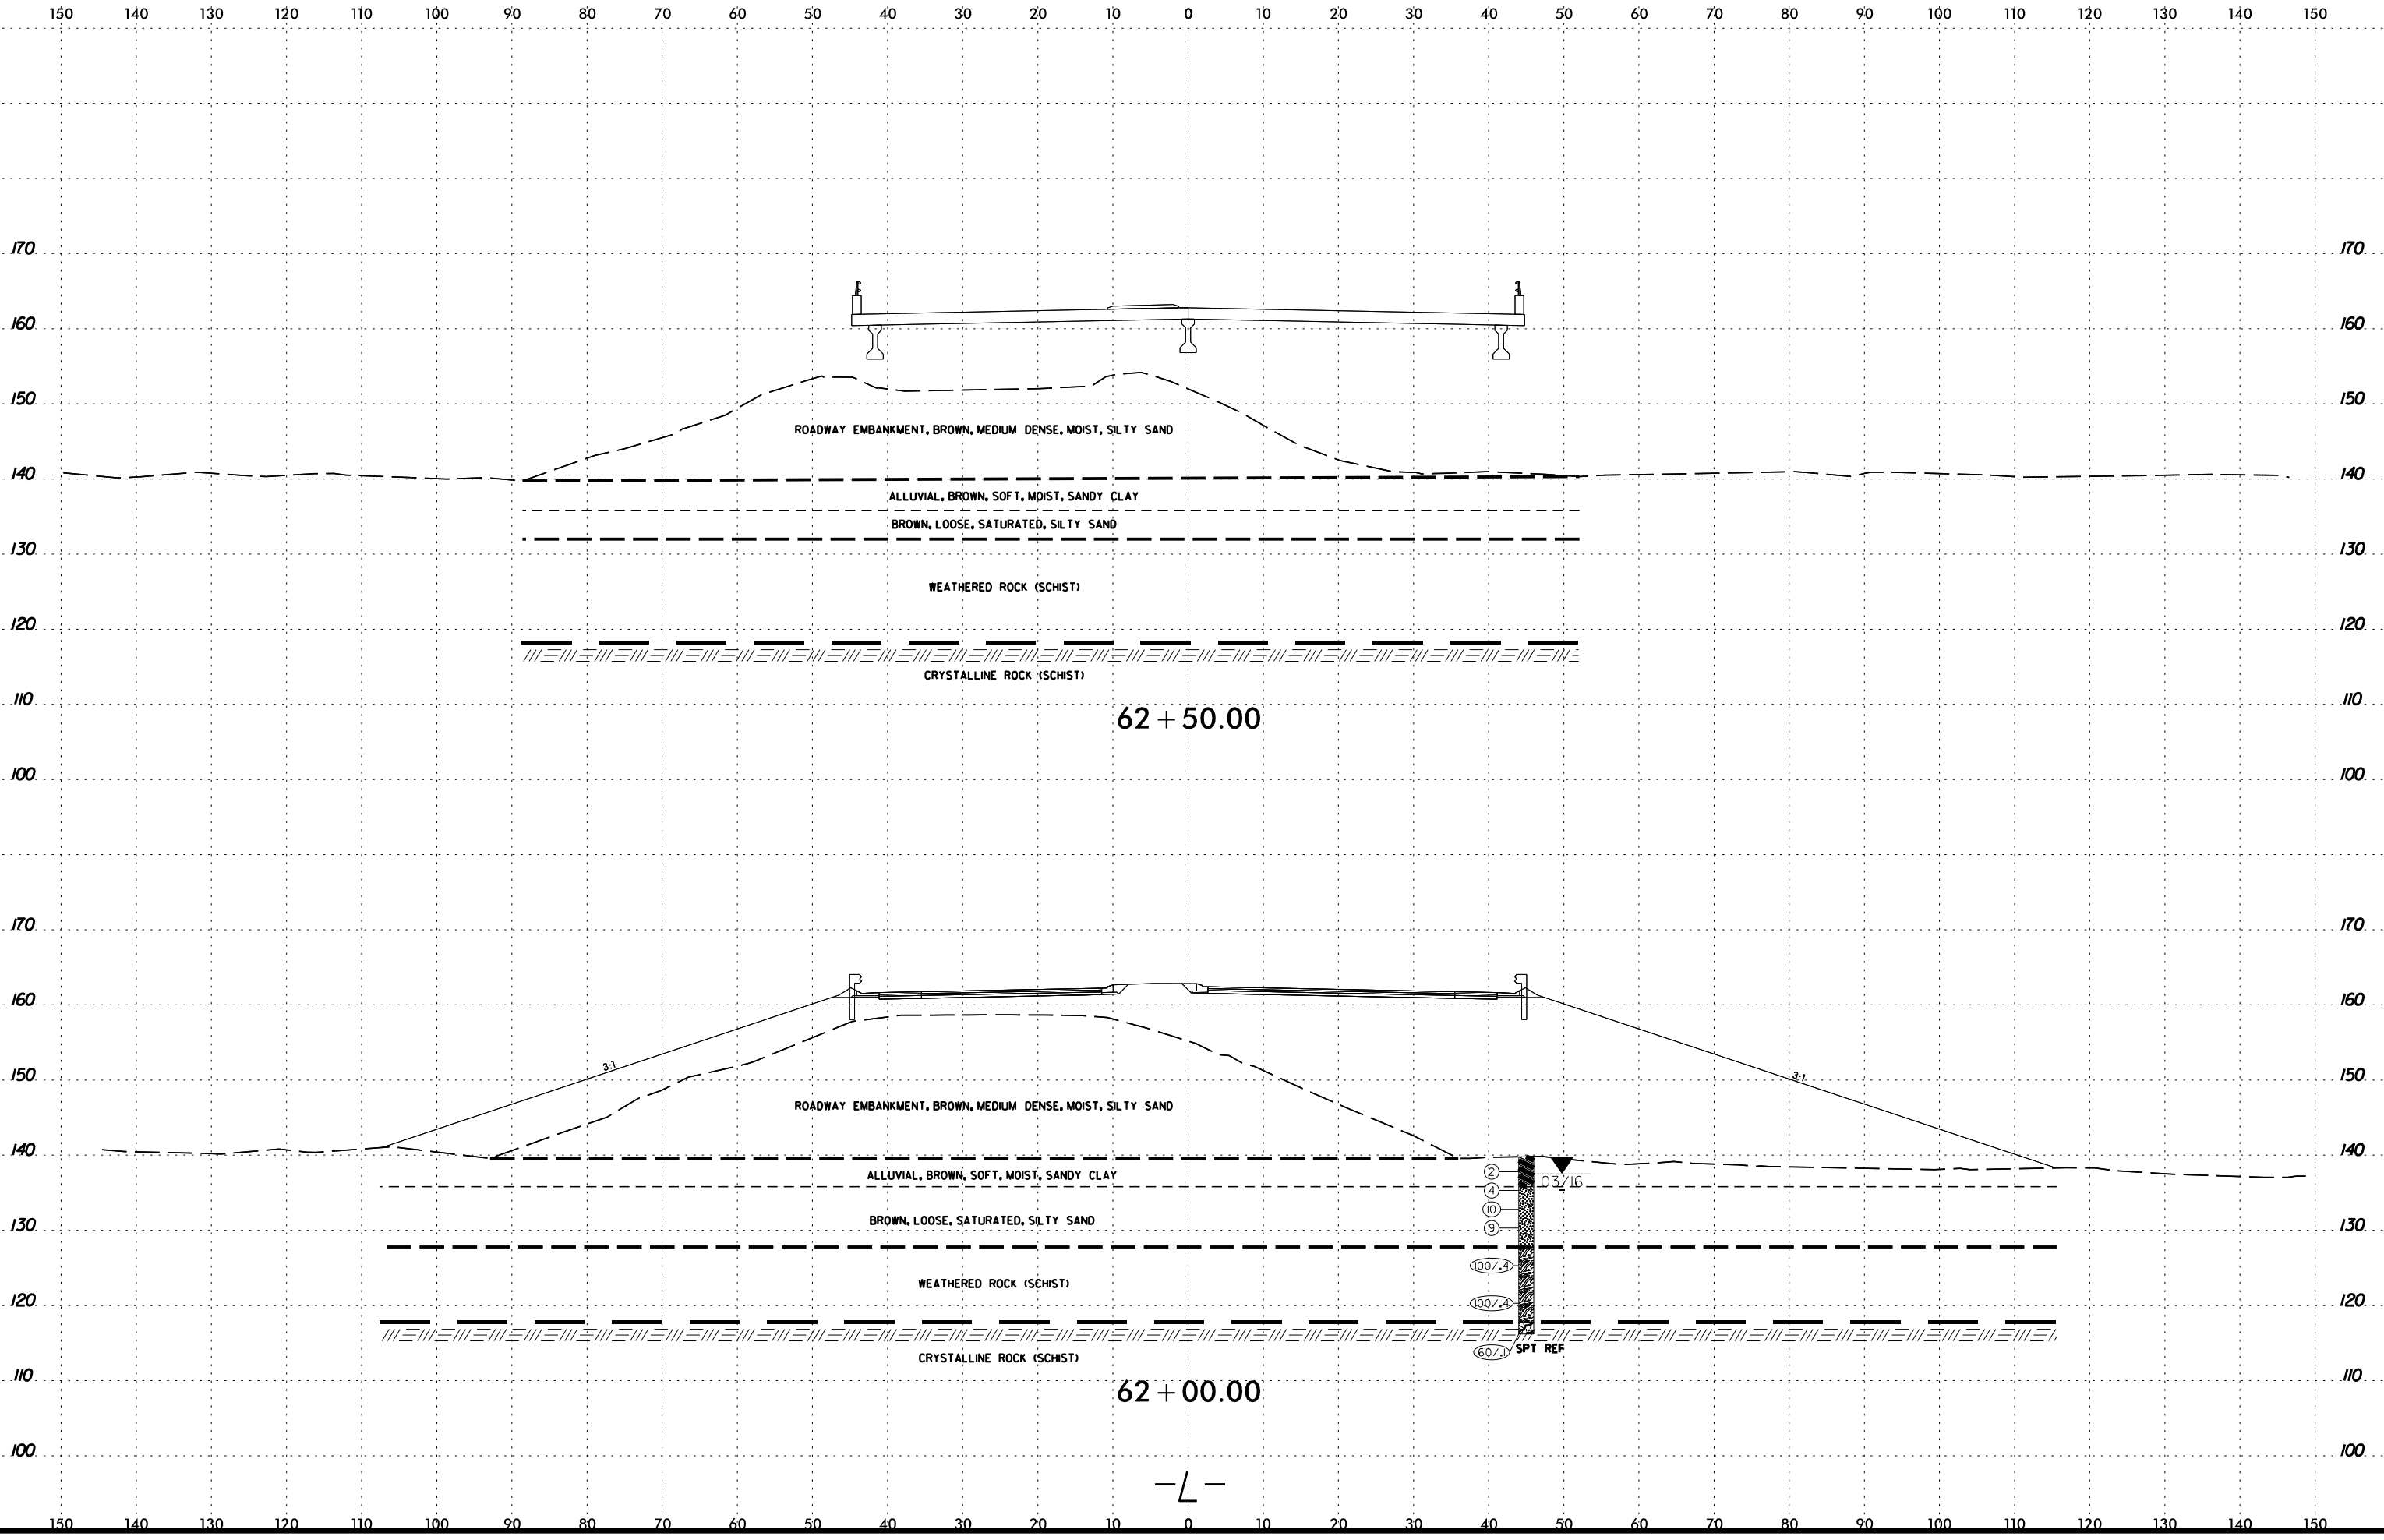 150 140 130 120 110 100 90 80 70 60 50 40 30 20 10 0 10 20 30 40 50 60 70 80 90 100 110 120 130 140 150
170 170
160 160
150 150
ROADWAY EMBANKMENT, BROWN, MEDIUM DENSE, MOIST, SILTY SAND
140 140
ALLUVIAL, BROWN, SOFT, MOIST, SANDY CLAY
BROWN, LOOSE, SATURATED, SILTY SAND
130 130
WEATHERED ROCK (SCHIST)
120 120
CRYSTALLINE ROCK (SCHIST)
110 110
62+50.00
100 100
170 170
160 160
3:1 3:1
150 150
ROADWAY EMBANKMENT, BROWN, MEDIUM DENSE, MOIST, SILTY SAND
140 140
ALLUVIAL, BROWN, SOFT, MOIST, SANDY CLAY
2
03/16
4
10
BROWN, LOOSE, SATURATED, SILTY SAND
9
130 130
100/.4
WEATHERED ROCK (SCHIST)
120 100/.4 120
60/.1 SPT REF
CRYSTALLINE ROCK (SCHIST)
110 110
62+00.00
100 100
-L-
150 140 130 120 110 100 90 80 70 60 50 40 30 20 10 0 10 20 30 40 50 60 70 80 90 100 110 120 130 140 150